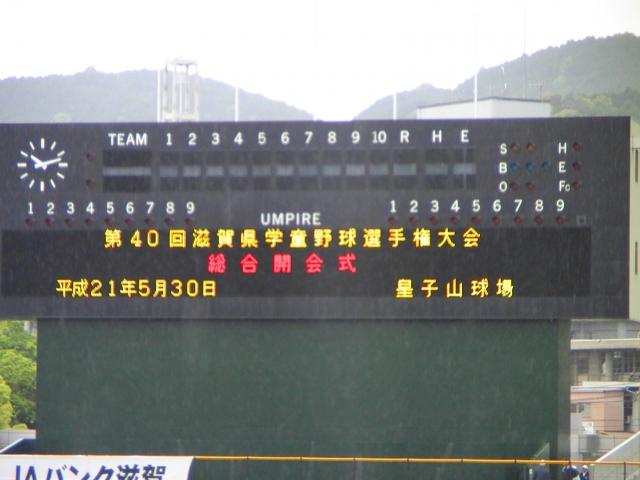 TEAM 1 2 3 4 5 6 7 8 9 10 R H E
S H
B E
O Fc
1 2 3 4 5 6 7 8 9 UMPIRE 1 2 3 4 5 6 7 8 9
第40回滋賀県学童野球選手権大会
総合開会式
平成21年5月30日 皇子山球場
JAバンク滋賀